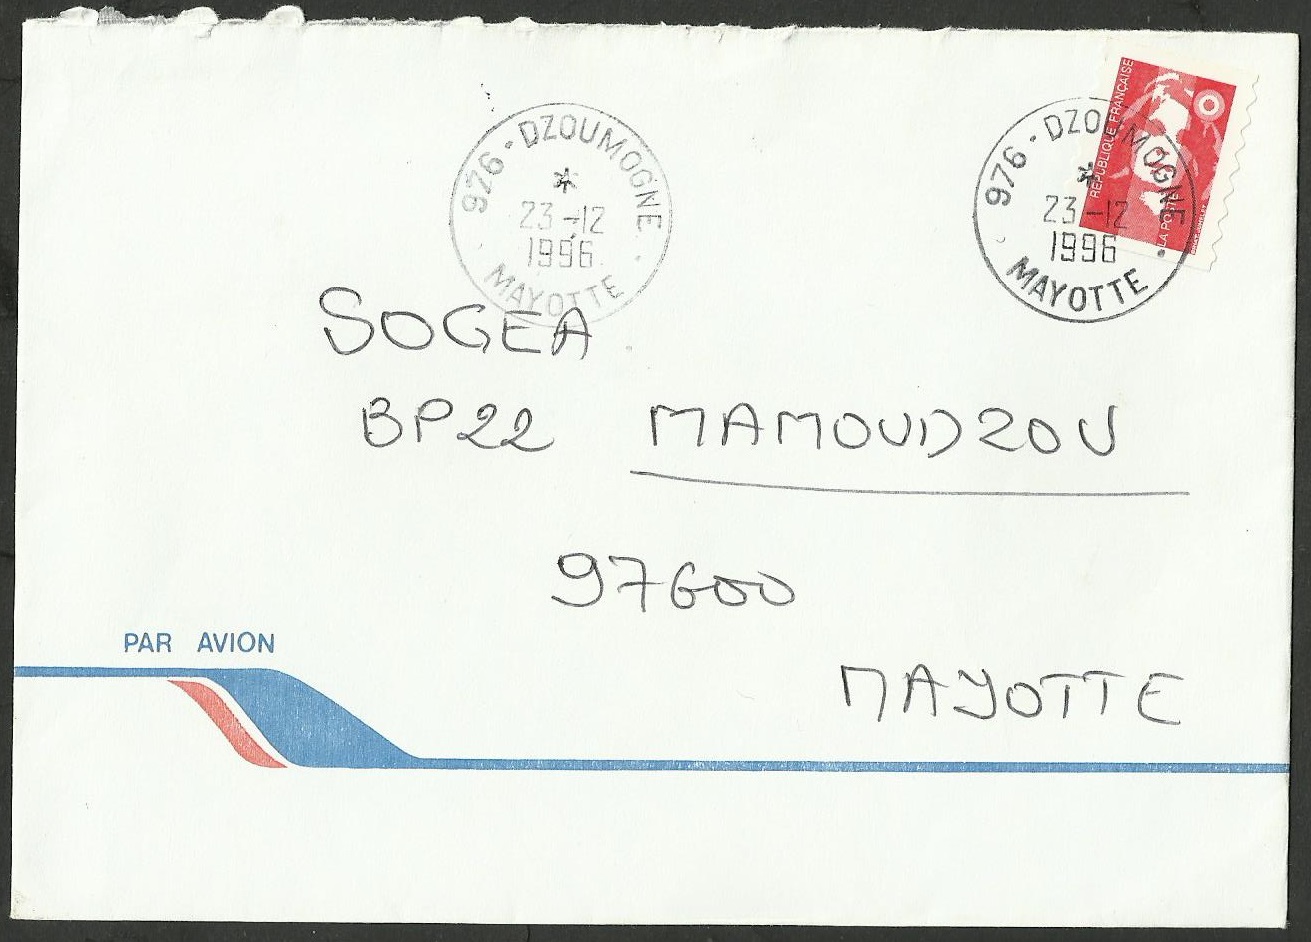 976 - DZOUMOGNE
*
23-12
1996
MAYOTTE
976 - DZOUMOGNE
*
23-12
1996
MAYOTTE
RÉPUBLIQUE FRANÇAISE
LA POSTE
SOGEA
BP22 MAMOUDZOU
97600
MAYOTTE
PAR AVION